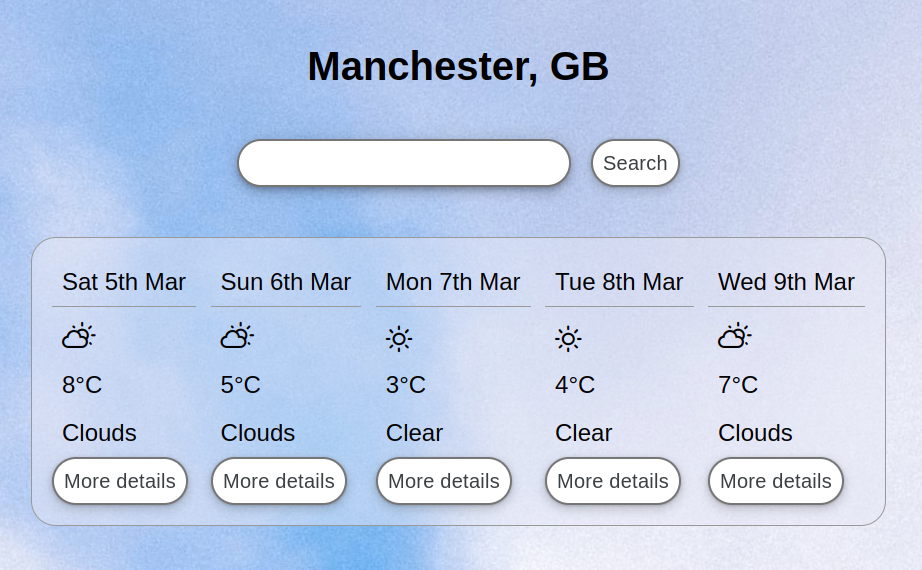 Manchester, GB
Search
Sat 5th Mar Sun 6th Mar Mon 7th Mar Tue 8th Mar Wed 9th Mar
8°C 5°C 3°C 4°C 7°C
Clouds Clouds Clear Clear Clouds
More details More details More details More details More details